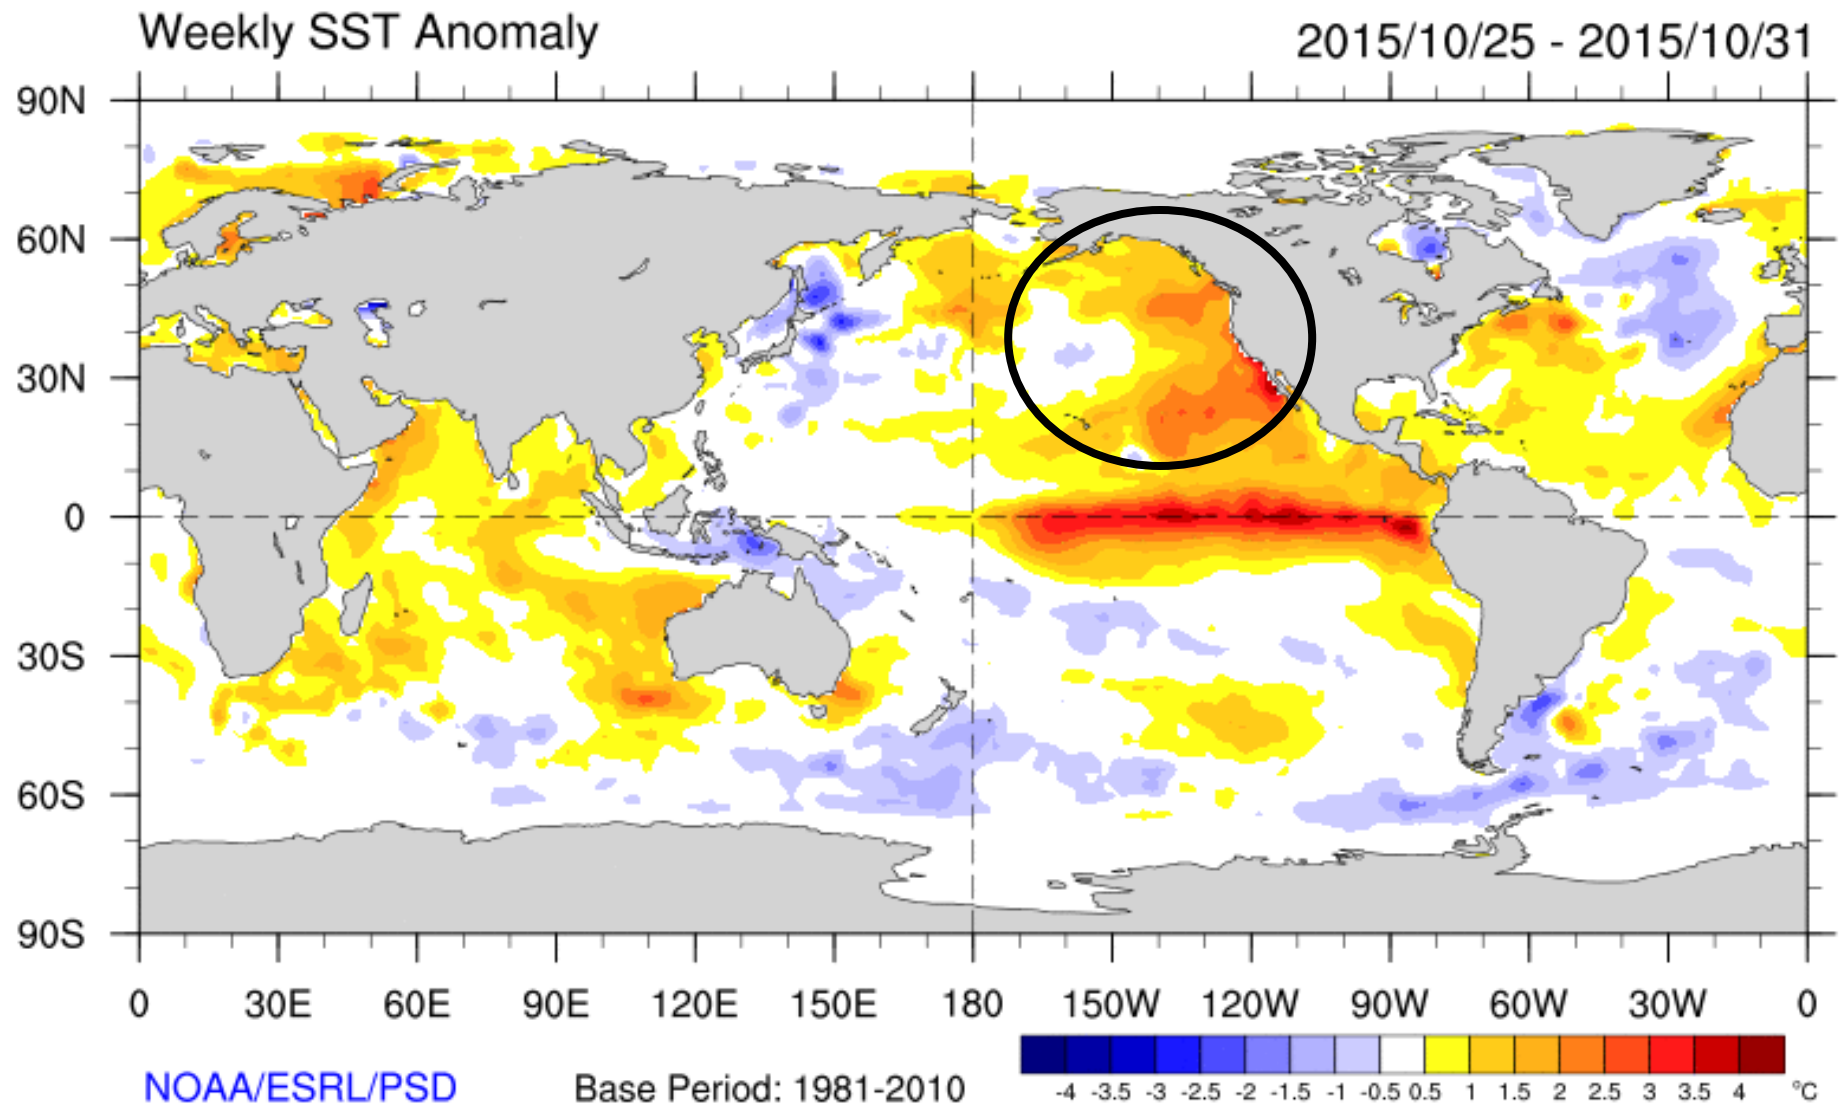 Weekly SST Anomaly
2015/10/25 - 2015/10/31
90N
60N
30N
0
30S
60S
90S
0 30E 60E 90E 120E 150E 180 150W 120W 90W 60W 30W 0
-4 -3.5 -3 -2.5 -2 -1.5 -1 -0.5 0.5 1 1.5 2 2.5 3 3.5 4 °C
NOAA/ESRL/PSD
Base Period: 1981-2010